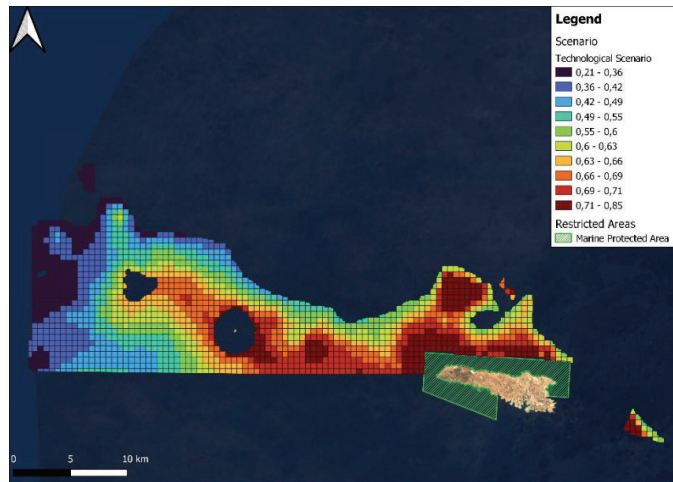 Legend
Scenario
Technological Scenario
0,21 - 0,36
0,36 - 0,42
0,42 - 0,49
0,49 - 0,55
0,55 - 0,6
0,6 - 0,63
0,63 - 0,66
0,66 - 0,69
0,69 - 0,71
0,71 - 0,85
Restricted Areas
Marine Protected Area
0 5 10 km